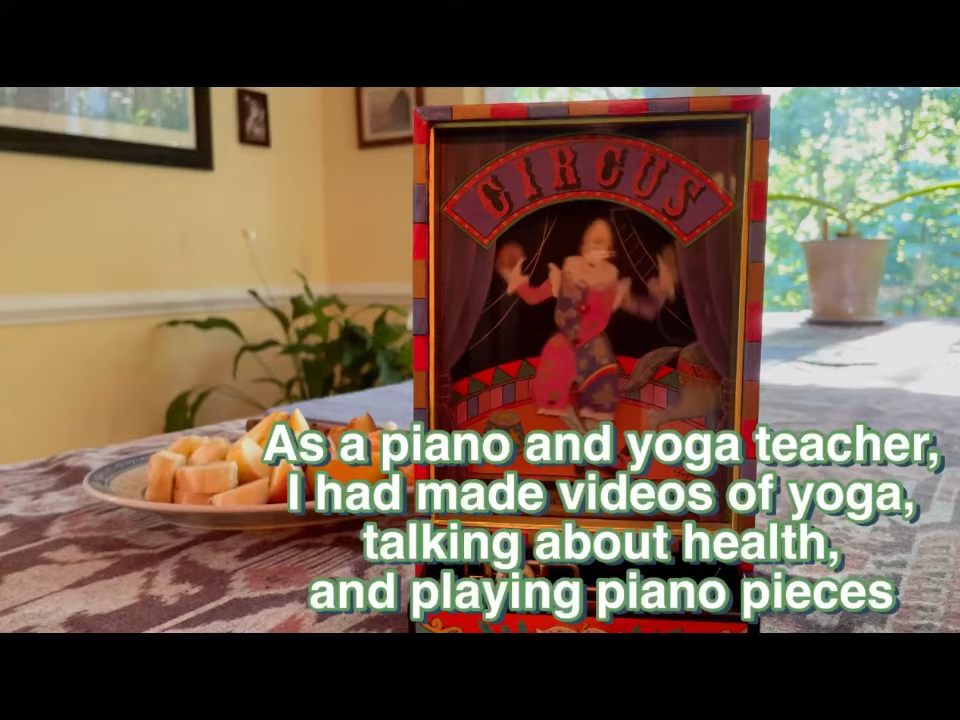 CIRCUS
As a piano and yoga teacher,
I had made videos of yoga,
talking about health,
and playing piano pieces